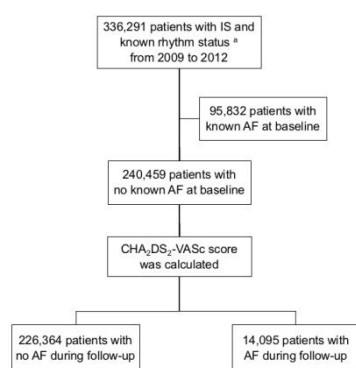 336,291 patients with IS and
known rhythm status ᵃ
from 2009 to 2012
95,832 patients with
known AF at baseline
240,459 patients with
no known AF at baseline
CHA₂DS₂-VASc score
was calculated
226,364 patients with
no AF during follow-up
14,095 patients with
AF during follow-up